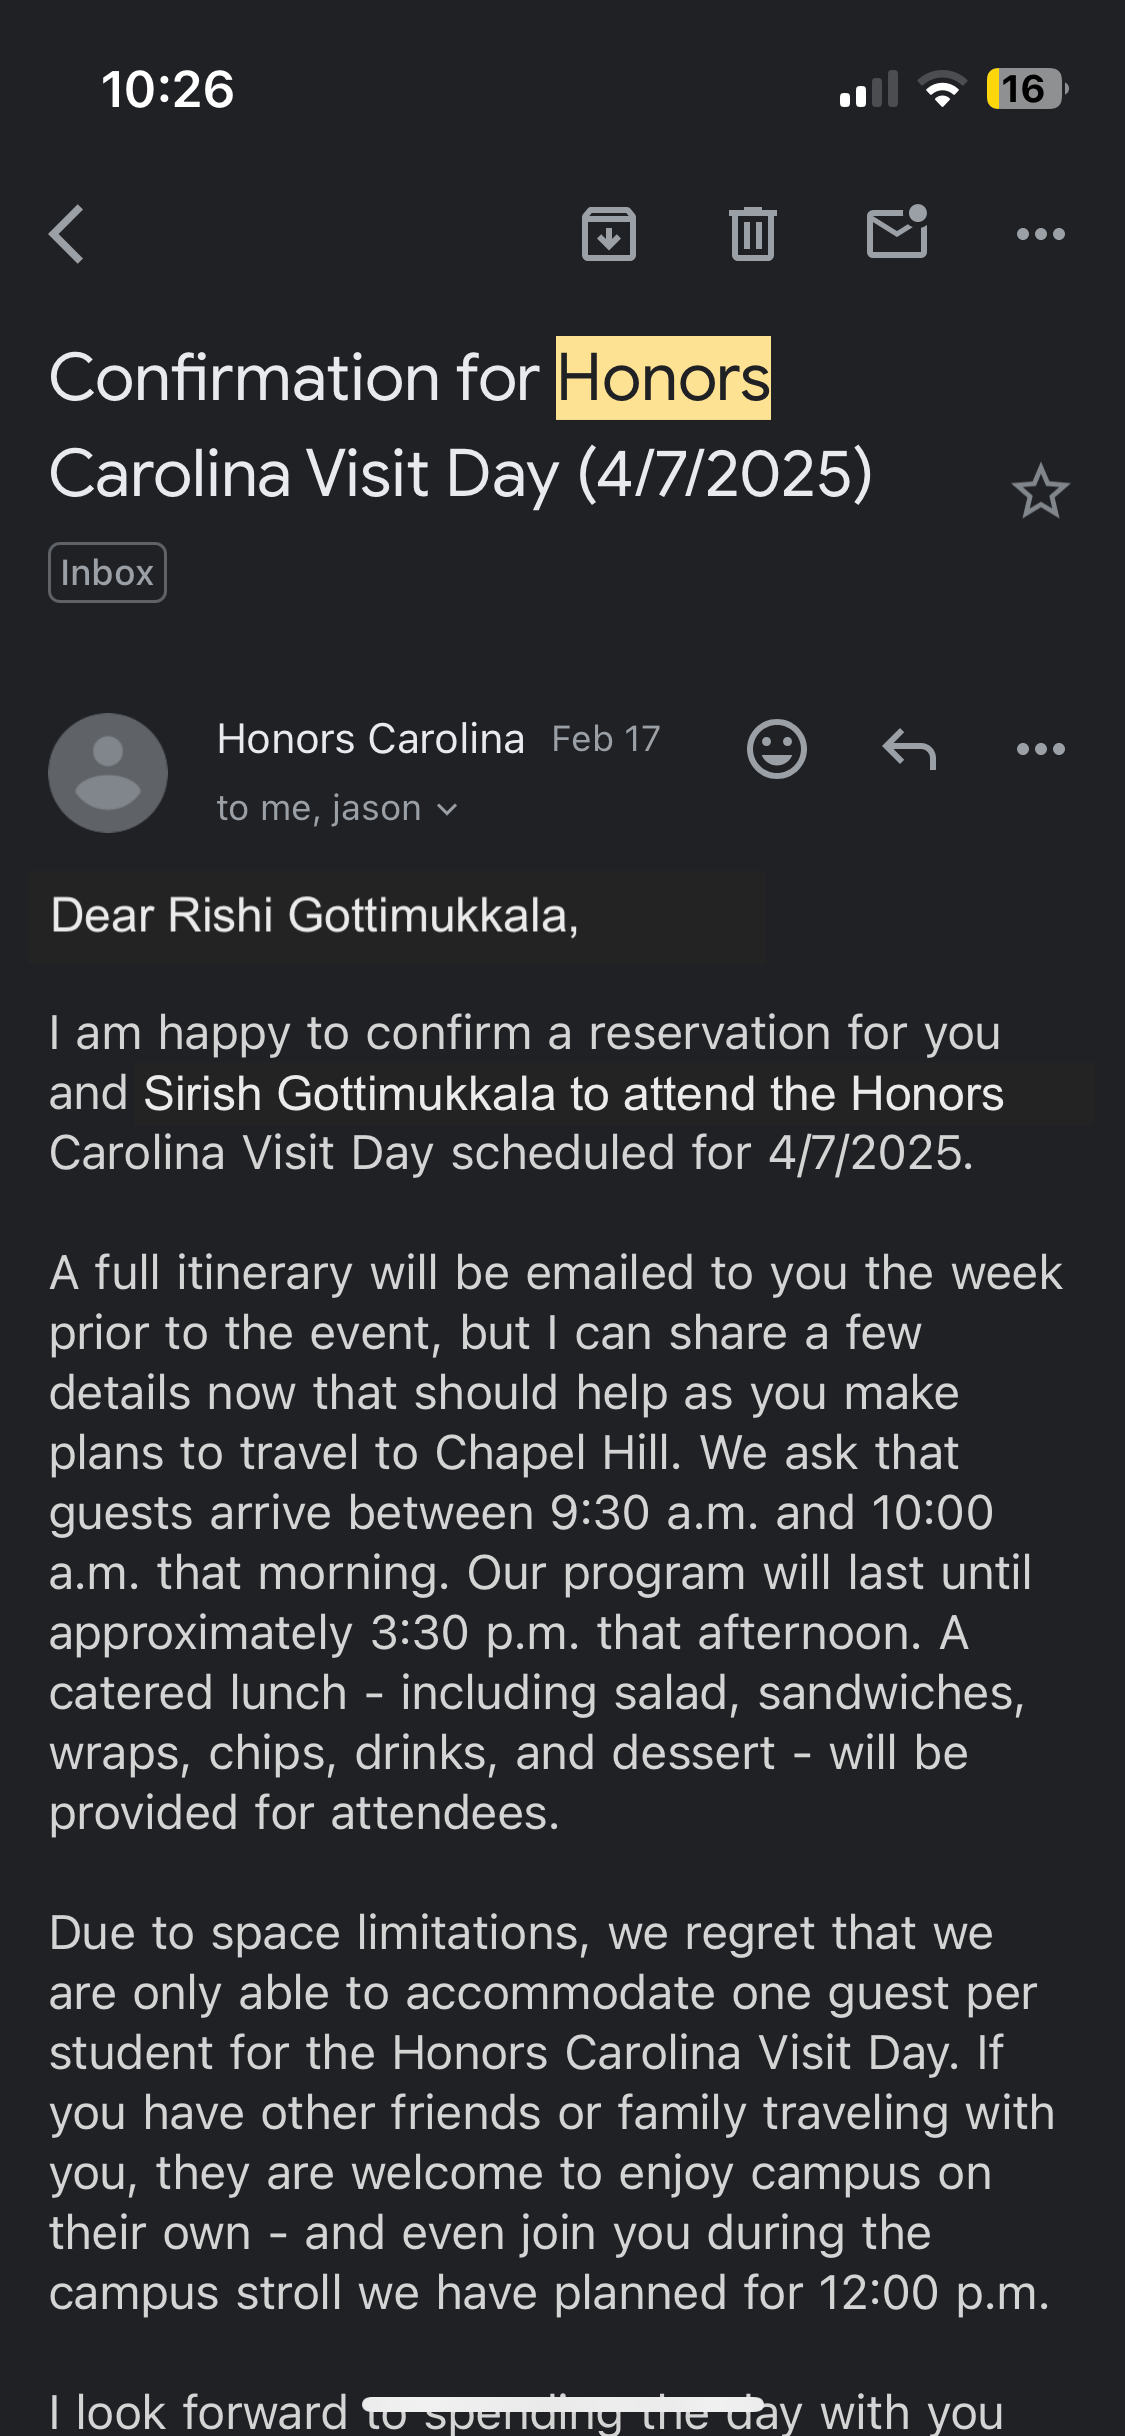 10:26
16
Confirmation for Honors
Carolina Visit Day (4/7/2025)
Inbox
Honors Carolina Feb 17
to me, jason
Dear Rishi Gottimukkala,
I am happy to confirm a reservation for you
and Sirish Gottimukkala to attend the Honors
Carolina Visit Day scheduled for 4/7/2025.
A full itinerary will be emailed to you the week
prior to the event, but I can share a few
details now that should help as you make
plans to travel to Chapel Hill. We ask that
guests arrive between 9:30 a.m. and 10:00
a.m. that morning. Our program will last until
approximately 3:30 p.m. that afternoon. A
catered lunch - including salad, sandwiches,
wraps, chips, drinks, and dessert - will be
provided for attendees.
Due to space limitations, we regret that we
are only able to accommodate one guest per
student for the Honors Carolina Visit Day. If
you have other friends or family traveling with
you, they are welcome to enjoy campus on
their own - and even join you during the
campus stroll we have planned for 12:00 p.m.
I look forward to spending the day with you